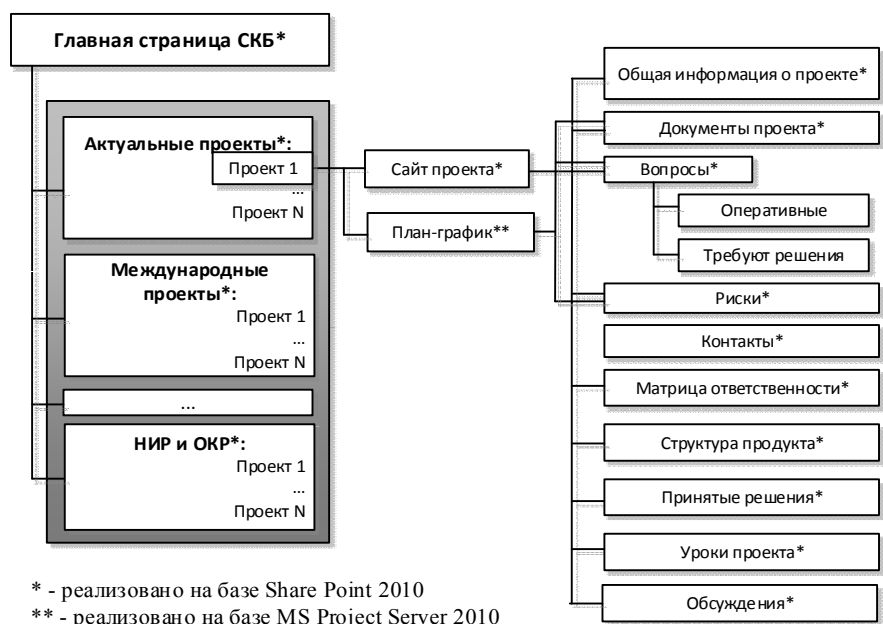 Главная страница СКБ*
Актуальные проекты*:
Проект 1
...
Проект N
Международные
проекты*:
Проект 1
...
Проект N
...
НИР и ОКР*:
Проект 1
...
Проект N
Сайт проекта*
План-график**
Общая информация о проекте*
Документы проекта*
Вопросы*
Оперативные
Требуют решения
Риски*
Контакты*
Матрица ответственности*
Структура продукта*
Принятые решения*
Уроки проекта*
Обсуждения*
* - реализовано на базе Share Point 2010
** - реализовано на базе MS Project Server 2010